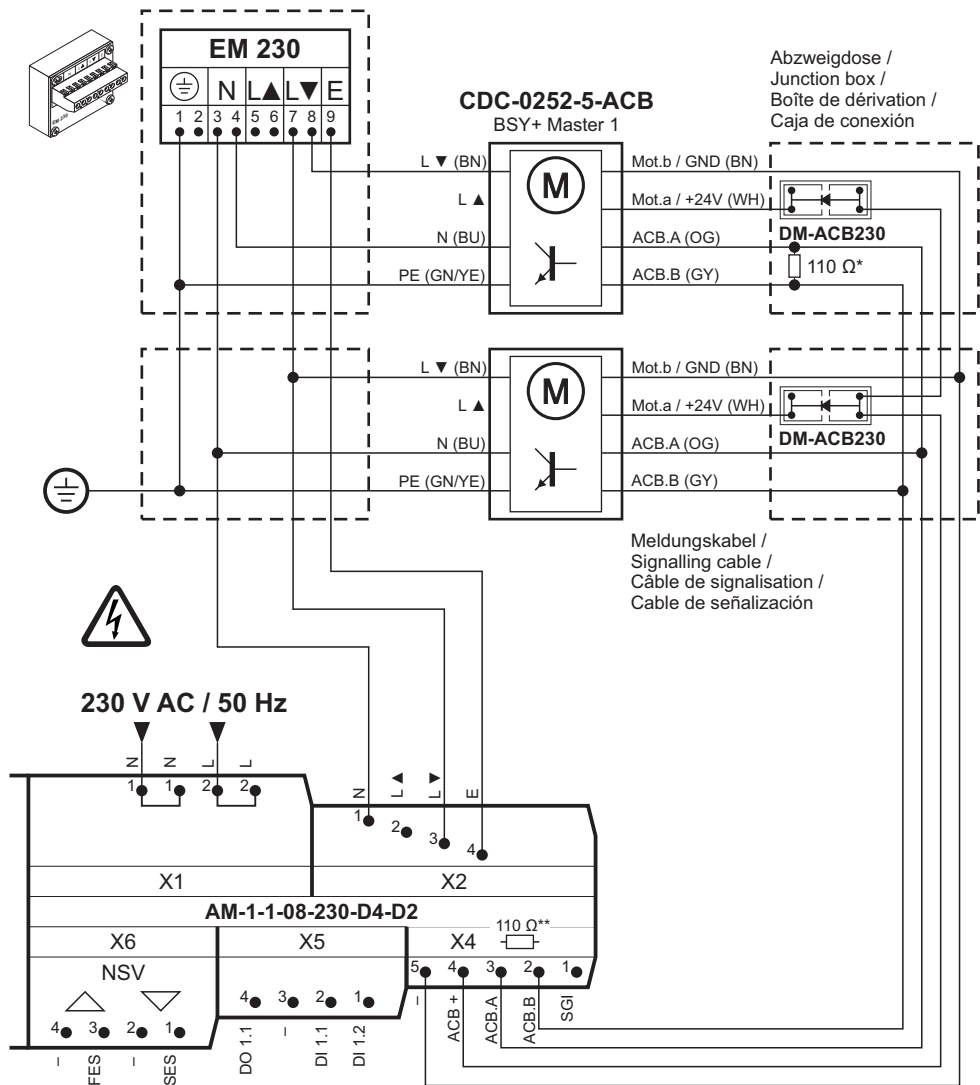 EM 230
N L▲ L▼ E
1 2 3 4 5 6 7 8 9
EM 230
CDC-0252-5-ACB
BSY+ Master 1
Abzweigdose /
Junction box /
Boîte de dérivation /
Caja de conexión
L ▼ (BN)
L ▲
N (BU)
PE (GN/YE)
M
Mot.b / GND (BN)
Mot.a / +24V (WH)
ACB.A (OG)
ACB.B (GY)
DM-ACB230
110 Ω*
L ▼ (BN)
L ▲
N (BU)
PE (GN/YE)
M
Mot.b / GND (BN)
Mot.a / +24V (WH)
ACB.A (OG)
ACB.B (GY)
DM-ACB230
Meldungskabel /
Signalling cable /
Câble de signalisation /
Cable de señalización
230 V AC / 50 Hz
N N L L
1 1 2 2
N L▲ L▼ E
1 2 3 4
X1
X2
AM-1-1-08-230-D4-D2
X6
X5
X4
110 Ω**
NSV
5 4 3 2 1
– ACB + ACB.A ACB.B SGI
4 3 2 1
DO 1.1 – DI 1.1 DI 1.2
4 3 2 1
– FES – SES